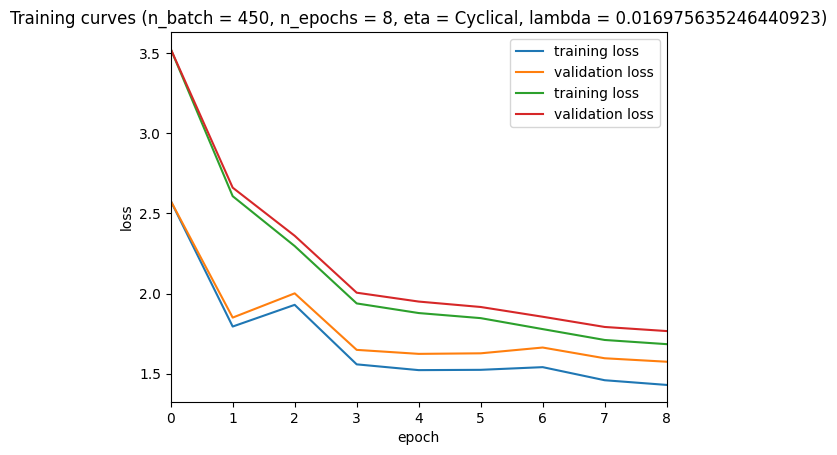 Training curves (n_batch = 450, n_epochs = 8, eta = Cyclical, lambda = 0.016975635246440923)
3.5
3.0
2.5
2.0
1.5
loss
training loss
validation loss
training loss
validation loss
0 1 2 3 4 5 6 7 8
epoch